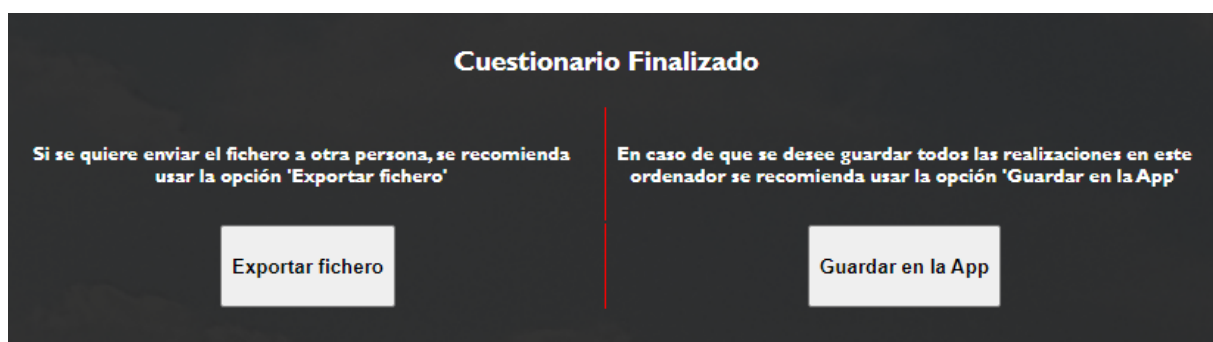 Cuestionario Finalizado
Si se quiere enviar el fichero a otra persona, se recomienda
usar la opción 'Exportar fichero'
En caso de que se desee guardar todos las realizaciones en este
ordenador se recomienda usar la opción 'Guardar en la App'
Exportar fichero
Guardar en la App